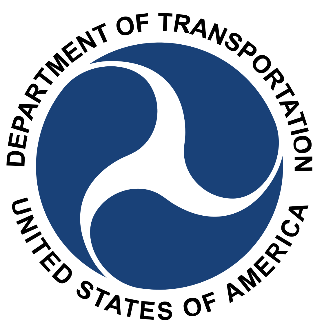 DEPARTMENT OF TRANSPORTATION
UNITED STATES OF AMERICA